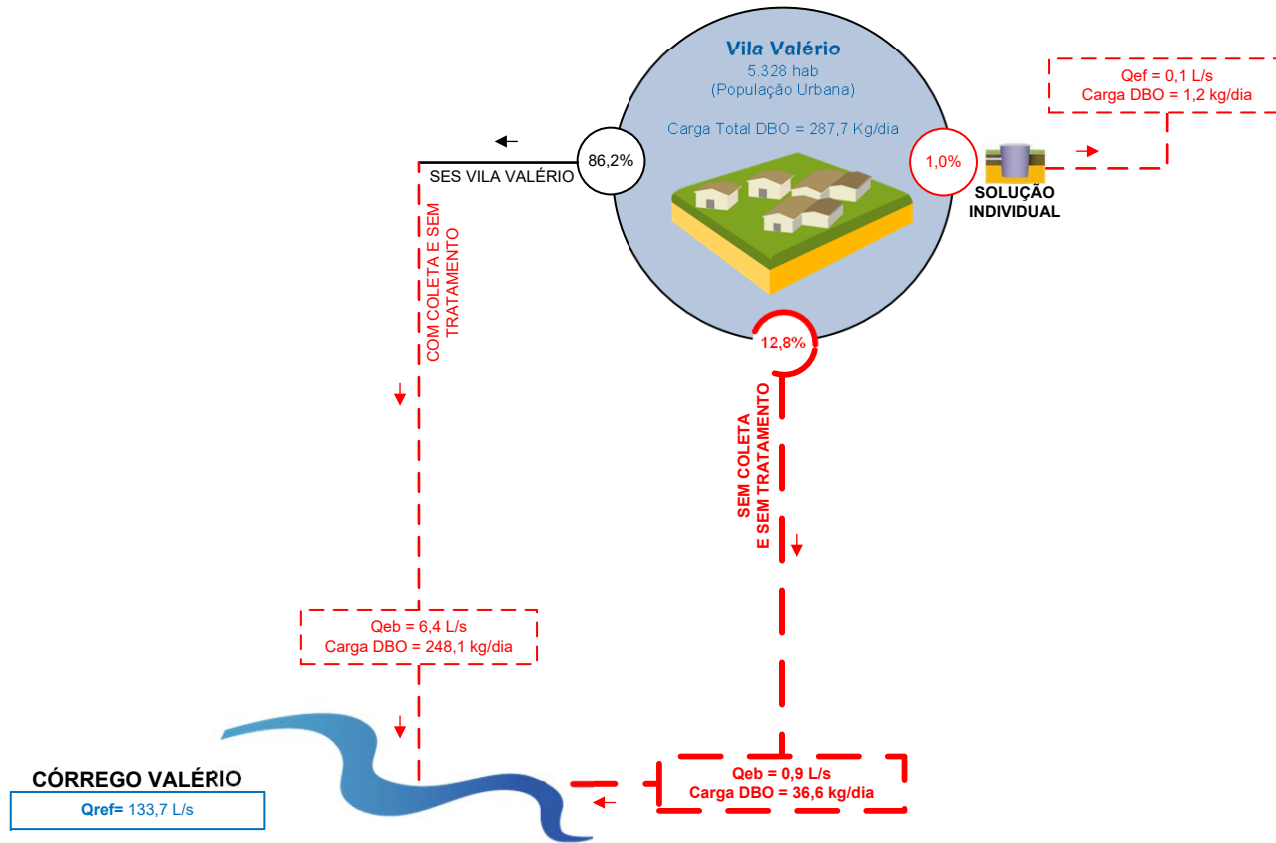 Vila Valério
5.328 hab
(População Urbana)
Carga Total DBO = 287,7 Kg/dia
Qef = 0,1 L/s
Carga DBO = 1,2 kg/dia
86,2%
1,0%
SES VILA VALÉRIO
SOLUÇÃO
INDIVIDUAL
COM COLETA E SEM
TRATAMENTO
12,8%
SEM COLETA
E SEM TRATAMENTO
Qeb = 6,4 L/s
Carga DBO = 248,1 kg/dia
CÓRREGO VALÉRIO
Qref= 133,7 L/s
Qeb = 0,9 L/s
Carga DBO = 36,6 kg/dia